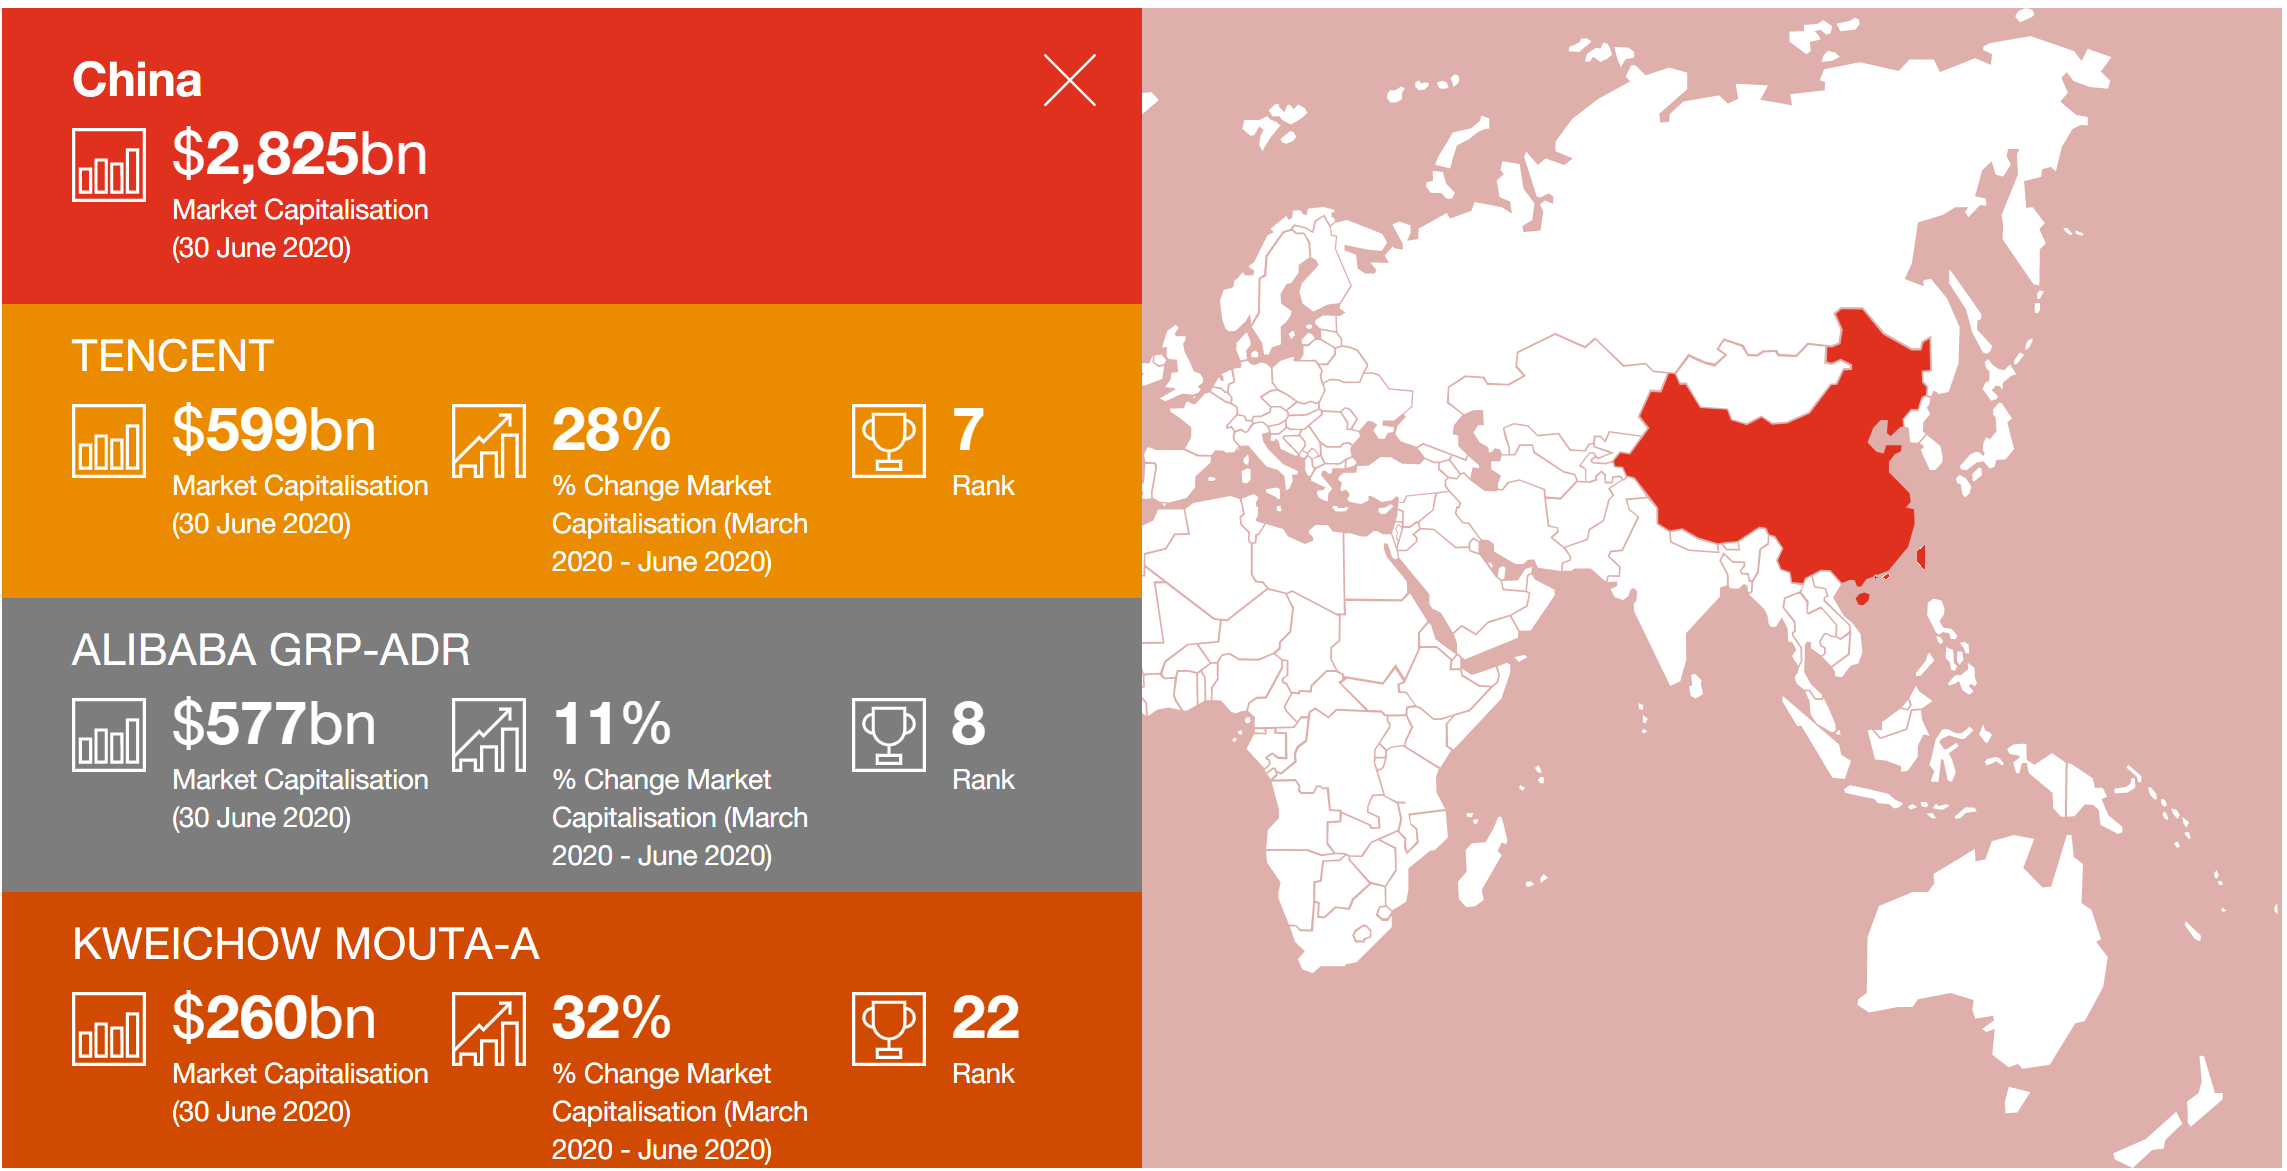 China
$2,825bn
Market Capitalisation
(30 June 2020)
TENCENT
$599bn
Market Capitalisation
(30 June 2020)
28%
% Change Market
Capitalisation (March
2020 - June 2020)
7
Rank
ALIBABA GRP-ADR
$577bn
Market Capitalisation
(30 June 2020)
11%
% Change Market
Capitalisation (March
2020 - June 2020)
8
Rank
KWEICHOW MOUTA-A
$260bn
Market Capitalisation
(30 June 2020)
32%
% Change Market
Capitalisation (March
2020 - June 2020)
22
Rank